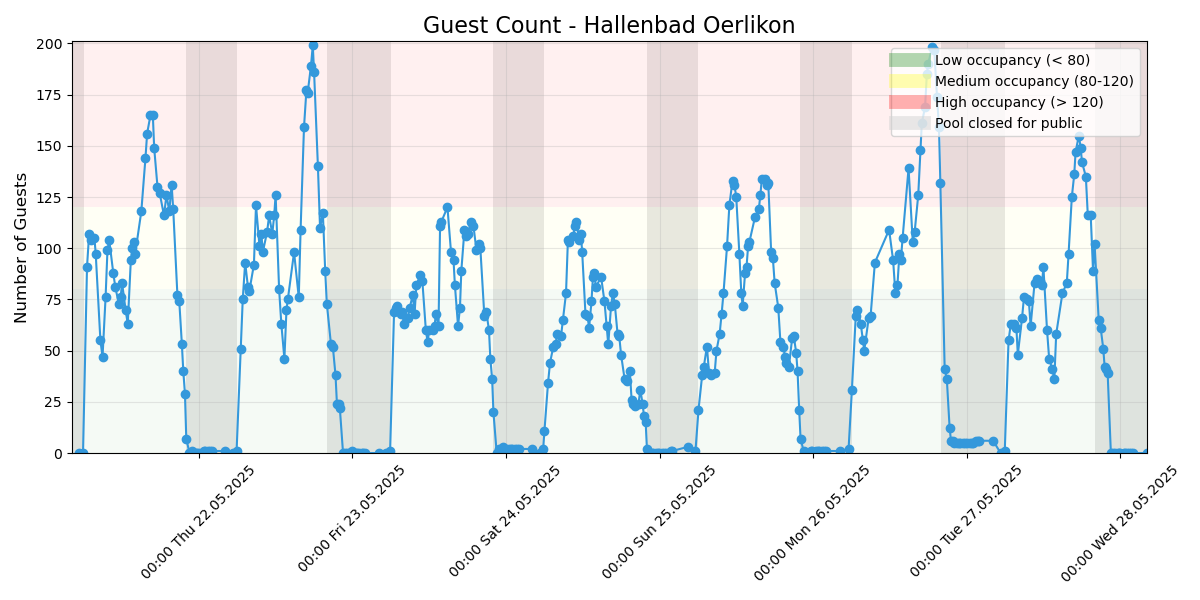 Guest Count - Hallenbad Oerlikon
Number of Guests
200
175
150
125
100
75
50
25
0
Low occupancy (< 80)
Medium occupancy (80-120)
High occupancy (> 120)
Pool closed for public
00:00 Thu 22.05.2025
00:00 Fri 23.05.2025
00:00 Sat 24.05.2025
00:00 Sun 25.05.2025
00:00 Mon 26.05.2025
00:00 Tue 27.05.2025
00:00 Wed 28.05.2025